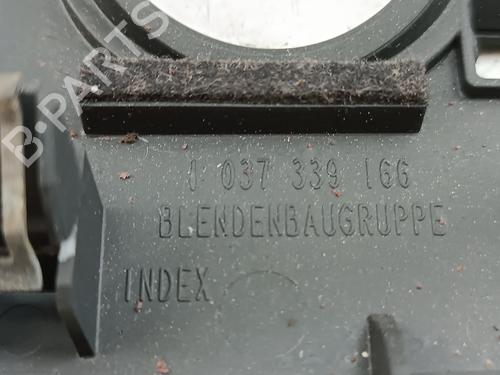 B-PARTS
1 037 339 166
BLENDENBAUGRUPPE
INDEX